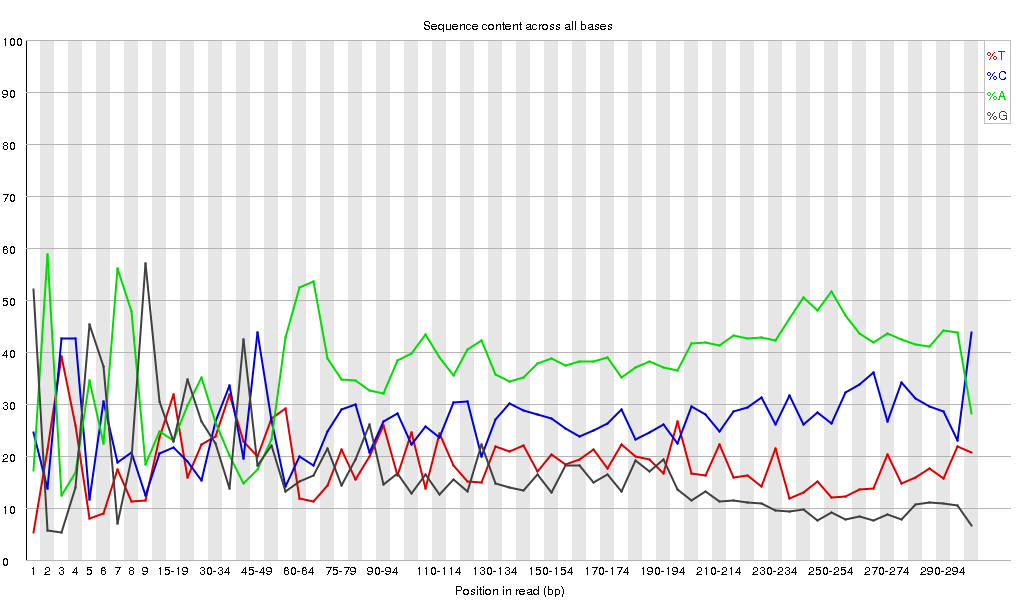 Sequence content across all bases
100
90
80
70
60
50
40
30
20
10
0
%T
%C
%A
%G
1 2 3 4 5 6 7 8 9 15-19 30-34 45-49 60-64 75-79 90-94 110-114 130-134 150-154 170-174 190-194 210-214 230-234 250-254 270-274 290-294
Position in read (bp)